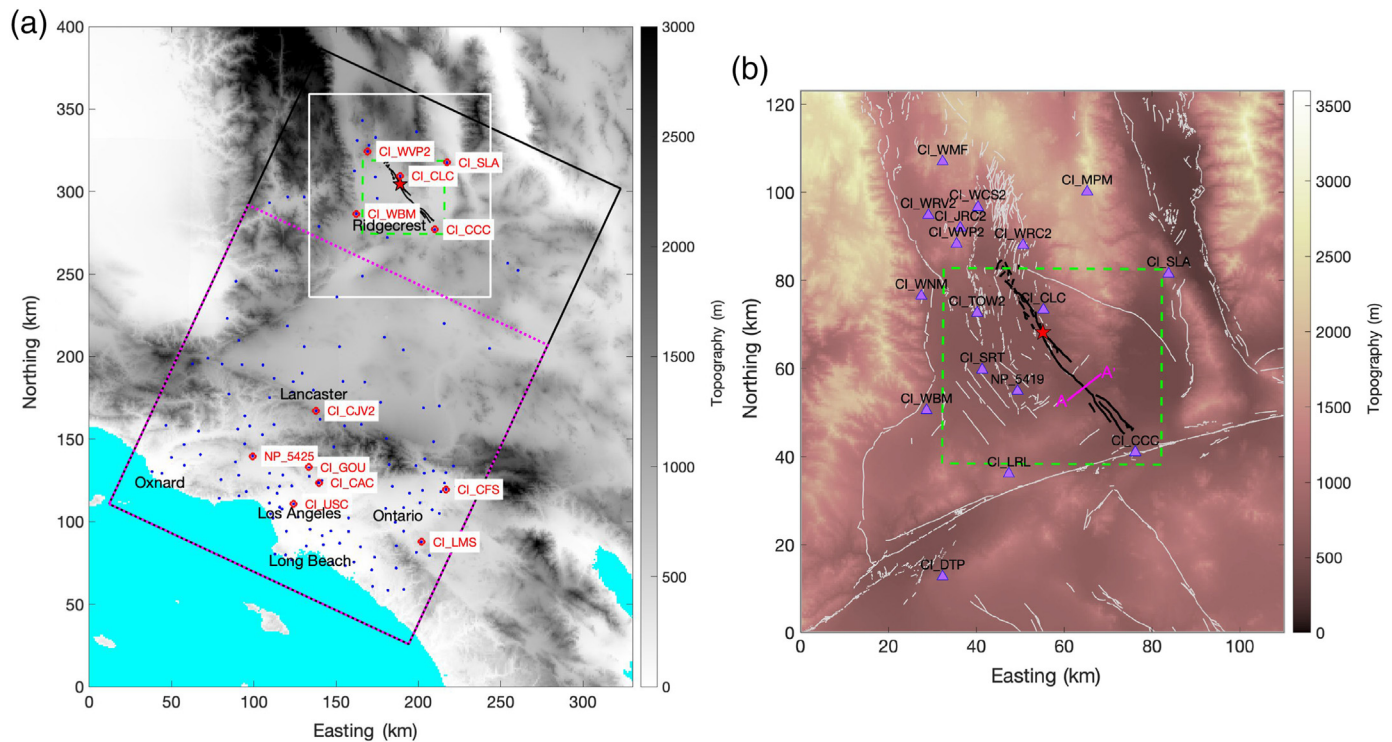 (a)
400
350
300
250
200
150
100
50
0
Northing (km)
0
50
100
150
200
250
300
Easting (km)
CI_WVP2
CI_SLA
CI_CLC
CI_WBM
Ridgecrest
CI_CCC
Lancaster
CI_CJV2
NP_5425
CI_GOU
CI_CAC
Oxnard
CI_CFS
CI_USC
Los Angeles
Ontario
CI_LMS
Long Beach
3000
2500
2000
1500
1000
500
0
Topography (m)
(b)
120
100
80
60
40
20
0
Northing (km)
0
20
40
60
80
100
Easting (km)
CI_WMF
CI_MPM
CI_WCS2
CI_WRV2
CI_JRC2
CI_WVP2
CI_WRC2
CI_SLA
CI_WNM
CI_TOW2
CI_CLC
CI_SRT
NP_5419
CI_WBM
CI_CCC
CI_LRL
CI_DTP
3500
3000
2500
2000
1500
1000
500
0
Topography (m)